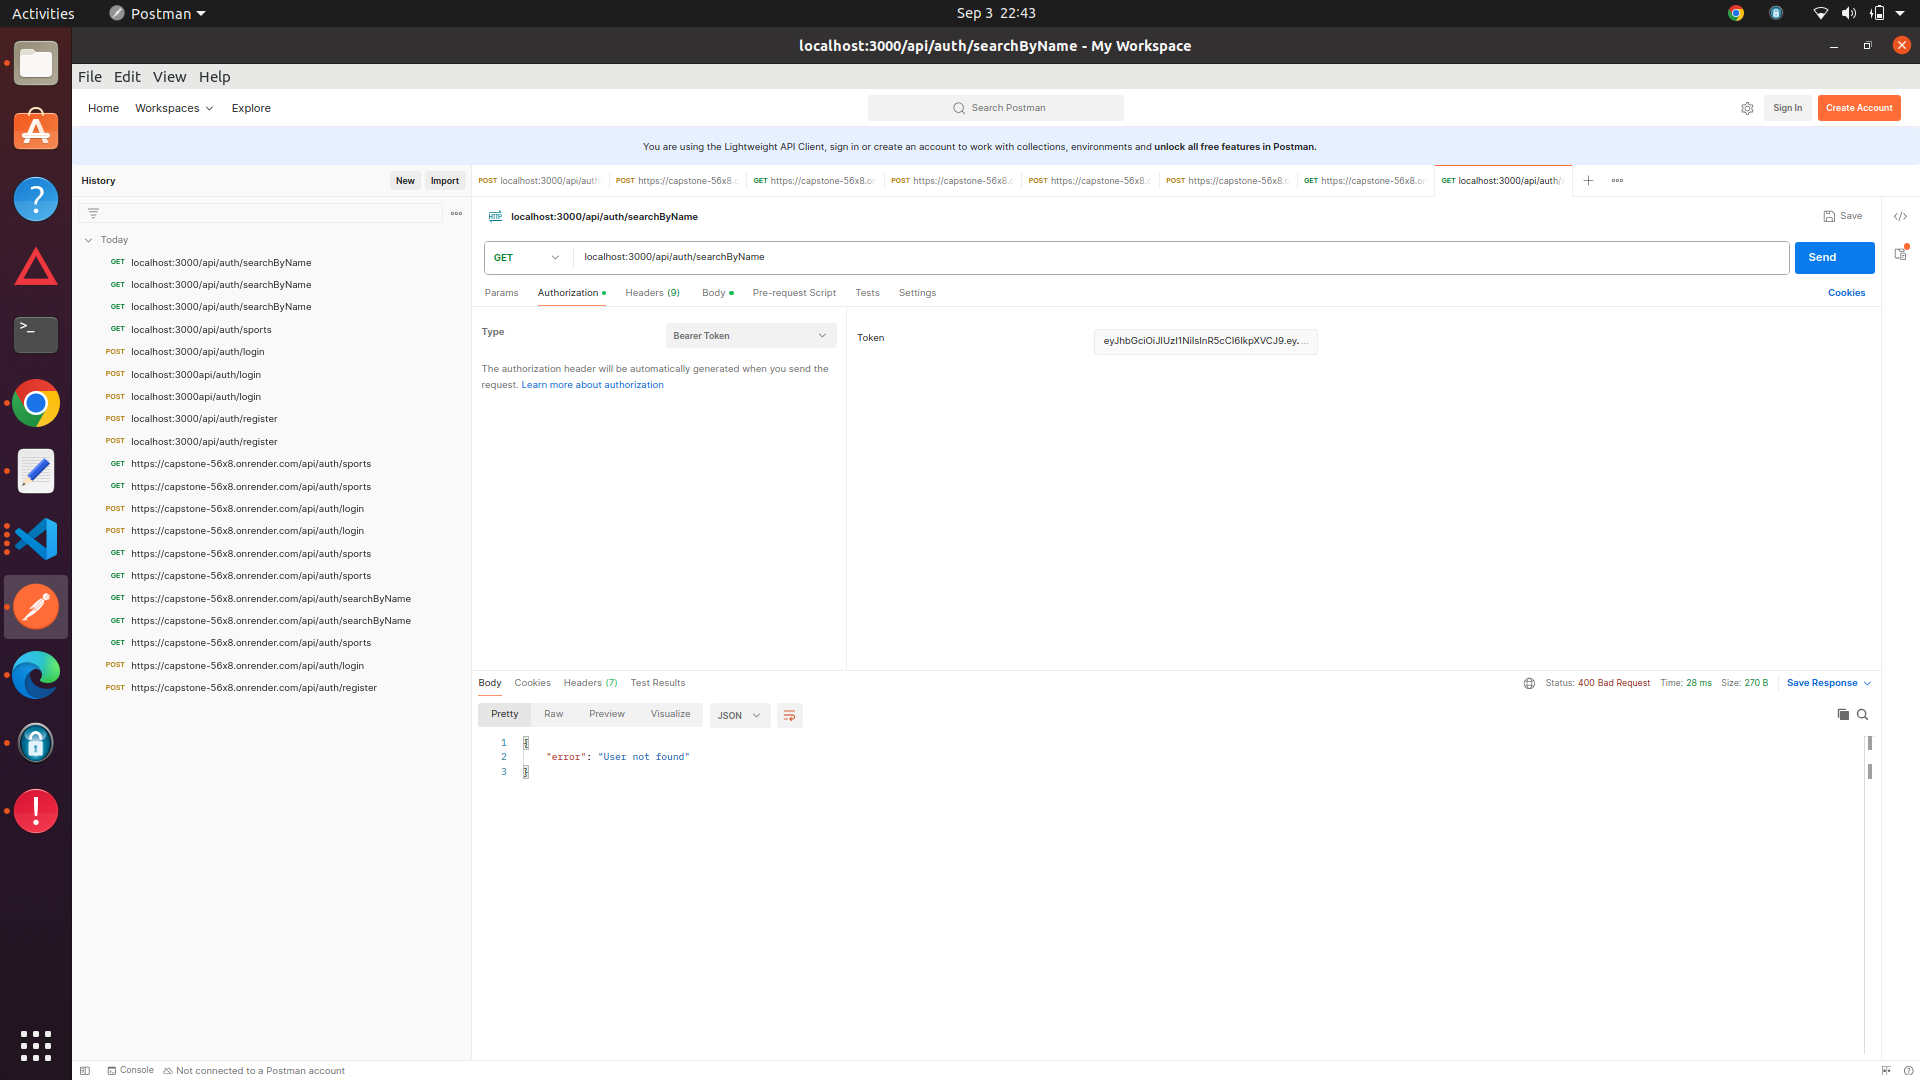 Activities
Postman
Sep 3 22:43
localhost:3000/api/auth/searchByName - My Workspace
File Edit View Help
Home Workspaces Explore
Search Postman
Sign In
Create Account
You are using the Lightweight API Client, sign in or create an account to work with collections, environments and unlock all free features in Postman.
History
New
Import
POST localhost:3000/api/auth
POST https://capstone-56x8.
GET https://capstone-56x8.on
POST https://capstone-56x8.
POST https://capstone-56x8.
POST https://capstone-56x8.
GET https://capstone-56x8.on
GET localhost:3000/api/auth/
Today
GET localhost:3000/api/auth/searchByName
GET localhost:3000/api/auth/searchByName
GET localhost:3000/api/auth/searchByName
GET localhost:3000/api/auth/sports
POST localhost:3000/api/auth/login
POST localhost:3000api/auth/login
POST localhost:3000api/auth/login
POST localhost:3000/api/auth/register
POST localhost:3000/api/auth/register
GET https://capstone-56x8.onrender.com/api/auth/sports
GET https://capstone-56x8.onrender.com/api/auth/sports
POST https://capstone-56x8.onrender.com/api/auth/login
POST https://capstone-56x8.onrender.com/api/auth/login
GET https://capstone-56x8.onrender.com/api/auth/sports
GET https://capstone-56x8.onrender.com/api/auth/sports
GET https://capstone-56x8.onrender.com/api/auth/searchByName
GET https://capstone-56x8.onrender.com/api/auth/searchByName
GET https://capstone-56x8.onrender.com/api/auth/sports
POST https://capstone-56x8.onrender.com/api/auth/login
POST https://capstone-56x8.onrender.com/api/auth/register
HTTP localhost:3000/api/auth/searchByName
Save
GET localhost:3000/api/auth/searchByName
Send
Params Authorization Headers (9) Body Pre-request Script Tests Settings
Cookies
Type
Bearer Token
The authorization header will be automatically generated when you send the
request. Learn more about authorization
Token
eyJhbGciOiJIUzI1NiIsInR5cCI6IkpXVCJ9.ey. ...
Body Cookies Headers (7) Test Results
Status: 400 Bad Request Time: 28 ms Size: 270 B
Save Response
Pretty Raw Preview Visualize
JSON
1 {
2 "error": "User not found"
3 }
Console
Not connected to a Postman account